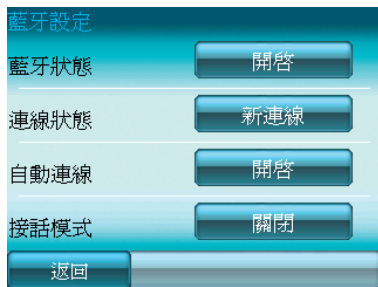 藍牙設定
藍牙狀態 開啓
連線狀態 新連線
自動連線 開啓
接話模式 關閉
返回